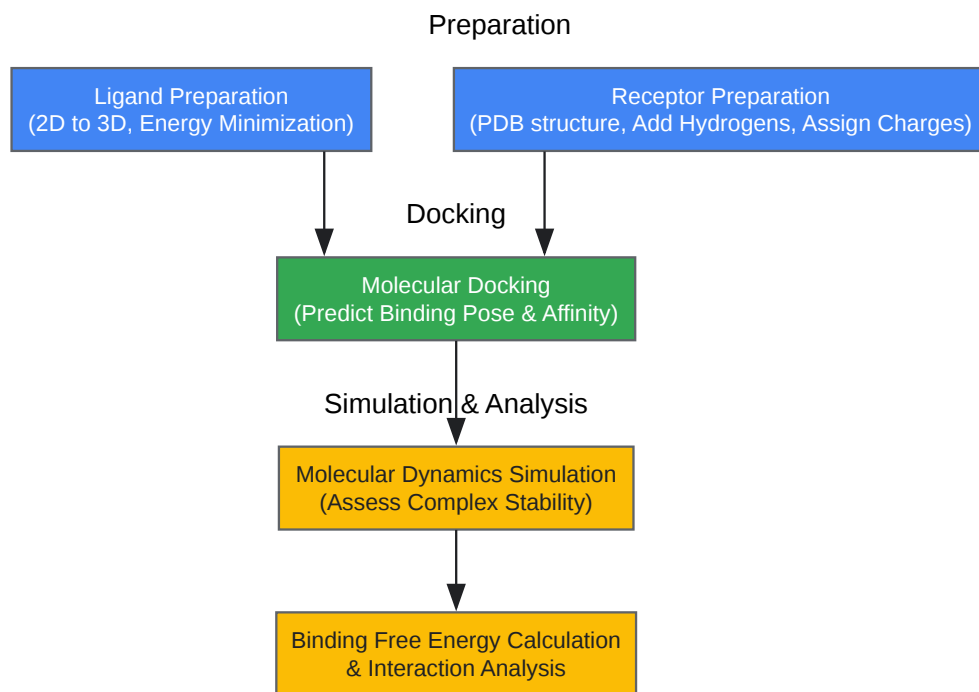 Preparation
Ligand Preparation
(2D to 3D, Energy Minimization)
Receptor Preparation
(PDB structure, Add Hydrogens, Assign Charges)
Docking
Molecular Docking
(Predict Binding Pose & Affinity)
Simulation & Analysis
Molecular Dynamics Simulation
(Assess Complex Stability)
Binding Free Energy Calculation
& Interaction Analysis